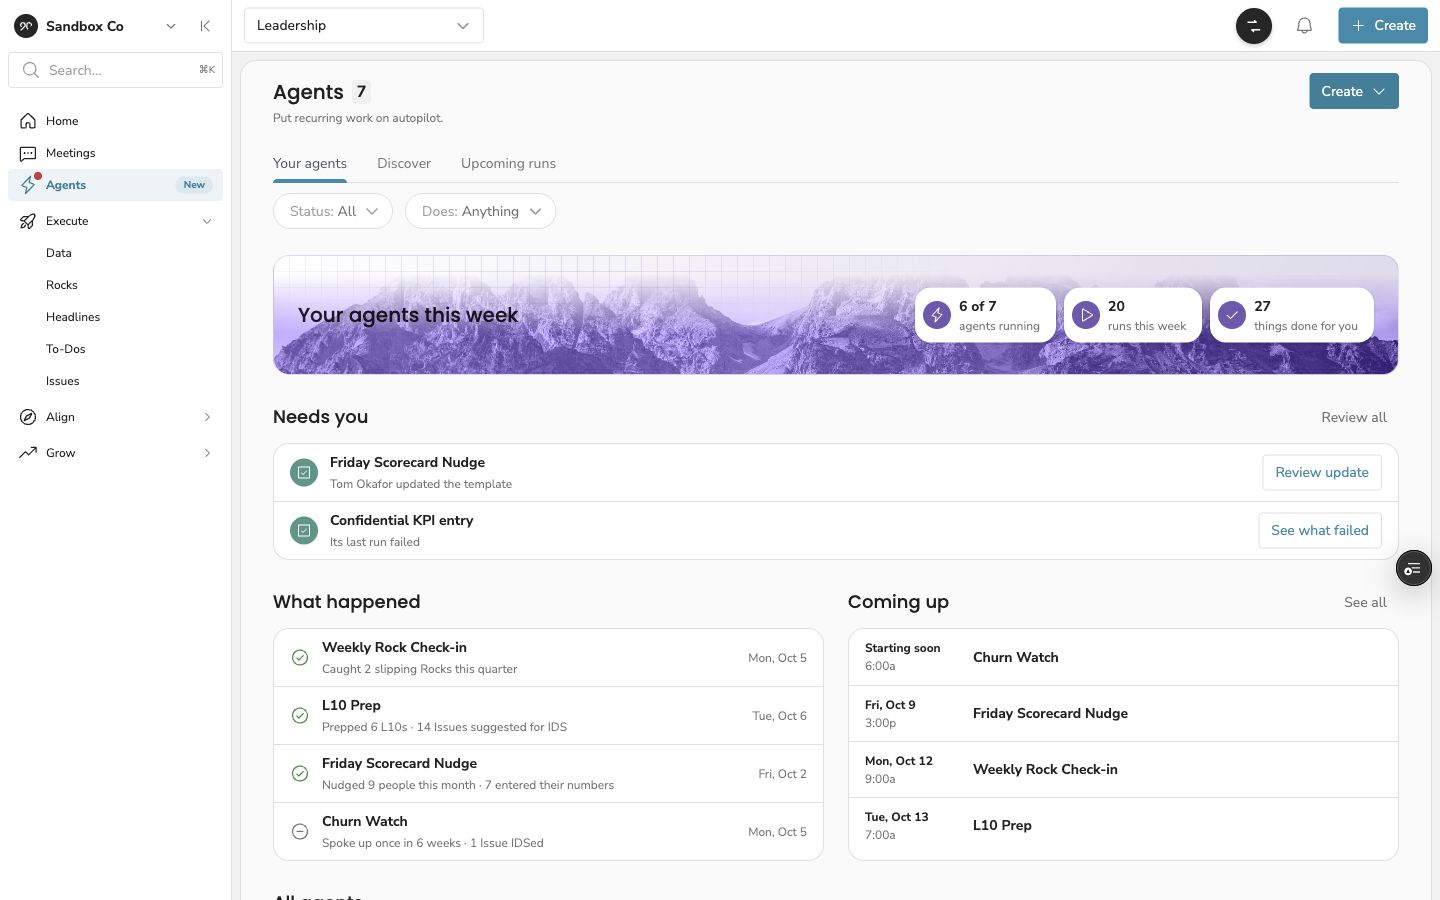 Sandbox Co
Leadership
Create
Search...
⌘K
Home
Meetings
Agents
New
Execute
Data
Rocks
Headlines
To-Dos
Issues
Align
Grow
Agents 7
Put recurring work on autopilot.
Create
Your agents
Discover
Upcoming runs
Status: All
Does: Anything
Your agents this week
6 of 7
agents running
20
runs this week
27
things done for you
Needs you
Review all
Friday Scorecard Nudge
Tom Okafor updated the template
Review update
Confidential KPI entry
Its last run failed
See what failed
What happened
Weekly Rock Check-in
Caught 2 slipping Rocks this quarter
Mon, Oct 5
L10 Prep
Prepped 6 L10s · 14 Issues suggested for IDS
Tue, Oct 6
Friday Scorecard Nudge
Nudged 9 people this month · 7 entered their numbers
Fri, Oct 2
Churn Watch
Spoke up once in 6 weeks · 1 Issue IDSed
Mon, Oct 5
Coming up
See all
Starting soon
6:00a
Churn Watch
Fri, Oct 9
3:00p
Friday Scorecard Nudge
Mon, Oct 12
9:00a
Weekly Rock Check-in
Tue, Oct 13
7:00a
L10 Prep
All agents